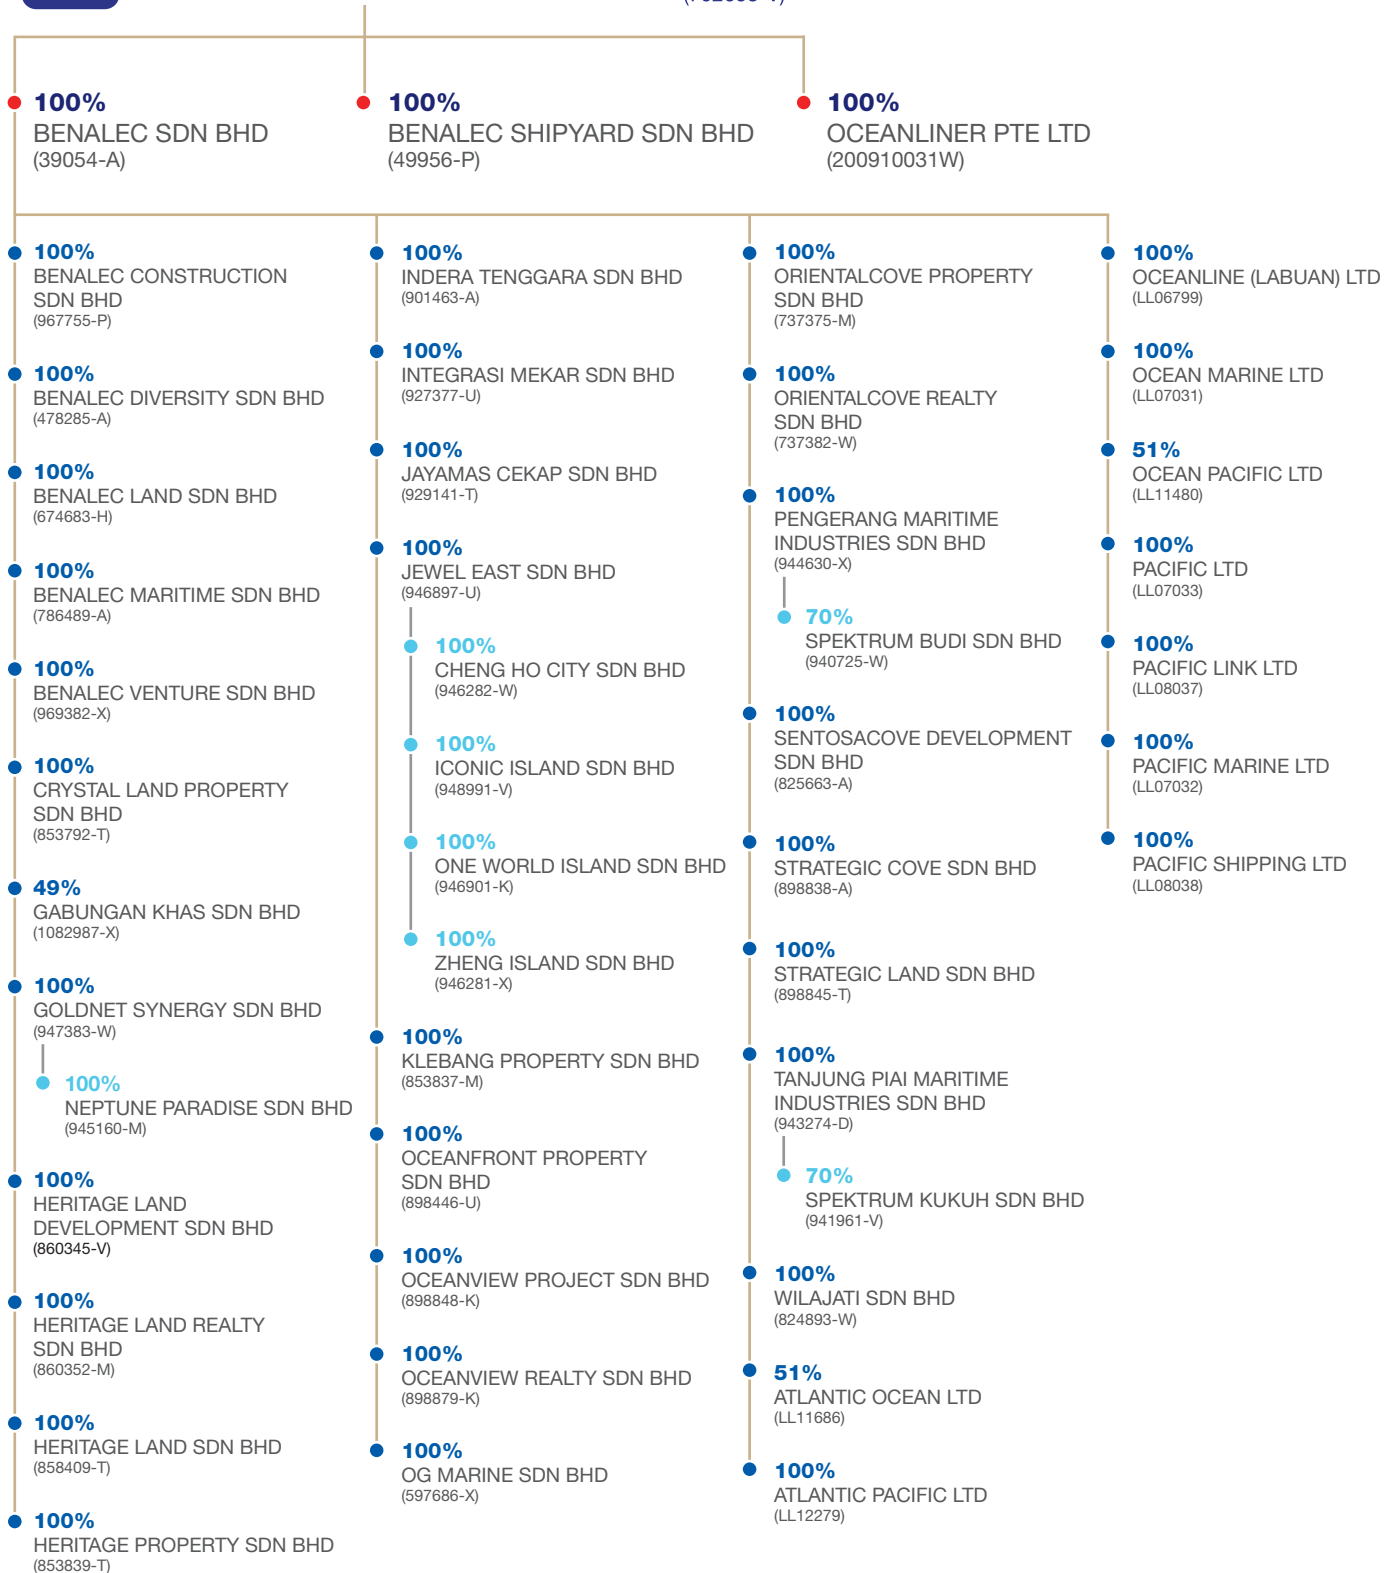 100%
BENALEC SDN BHD
(39054-A)
100%
BENALEC SHIPYARD SDN BHD
(49956-P)
100%
OCEANLINER PTE LTD
(200910031W)
100%
BENALEC CONSTRUCTION
SDN BHD
(967755-P)
100%
BENALEC DIVERSITY SDN BHD
(478285-A)
100%
BENALEC LAND SDN BHD
(674683-H)
100%
BENALEC MARITIME SDN BHD
(786489-A)
100%
BENALEC VENTURE SDN BHD
(969382-X)
100%
CRYSTAL LAND PROPERTY
SDN BHD
(853792-T)
49%
GABUNGAN KHAS SDN BHD
(1082987-X)
100%
GOLDNET SYNERGY SDN BHD
(947383-W)
100%
NEPTUNE PARADISE SDN BHD
(945160-M)
100%
HERITAGE LAND
DEVELOPMENT SDN BHD
(860345-V)
100%
HERITAGE LAND REALTY
SDN BHD
(860352-M)
100%
HERITAGE LAND SDN BHD
(858409-T)
100%
HERITAGE PROPERTY SDN BHD
(853839-T)
100%
INDERA TENGGARA SDN BHD
(901463-A)
100%
INTEGRASI MEKAR SDN BHD
(927377-U)
100%
JAYAMAS CEKAP SDN BHD
(929141-T)
100%
JEWEL EAST SDN BHD
(946897-U)
100%
CHENG HO CITY SDN BHD
(946282-W)
100%
ICONIC ISLAND SDN BHD
(948991-V)
100%
ONE WORLD ISLAND SDN BHD
(946901-K)
100%
ZHENG ISLAND SDN BHD
(946281-X)
100%
KLEBANG PROPERTY SDN BHD
(853837-M)
100%
OCEANFRONT PROPERTY
SDN BHD
(898446-U)
100%
OCEANVIEW PROJECT SDN BHD
(898848-K)
100%
OCEANVIEW REALTY SDN BHD
(898879-K)
100%
OG MARINE SDN BHD
(597686-X)
100%
ORIENTALCOVE PROPERTY
SDN BHD
(737375-M)
100%
ORIENTALCOVE REALTY
SDN BHD
(737382-W)
100%
PENGERANG MARITIME
INDUSTRIES SDN BHD
(944630-X)
70%
SPEKTRUM BUDI SDN BHD
(940725-W)
100%
SENTOSACOVE DEVELOPMENT
SDN BHD
(825663-A)
100%
STRATEGIC COVE SDN BHD
(898838-A)
100%
STRATEGIC LAND SDN BHD
(898845-T)
100%
TANJUNG PIAI MARITIME
INDUSTRIES SDN BHD
(943274-D)
70%
SPEKTRUM KUKUH SDN BHD
(941961-V)
100%
WILAJATI SDN BHD
(824893-W)
51%
ATLANTIC OCEAN LTD
(LL11686)
100%
ATLANTIC PACIFIC LTD
(LL12279)
100%
OCEANLINE (LABUAN) LTD
(LL06799)
100%
OCEAN MARINE LTD
(LL07031)
51%
OCEAN PACIFIC LTD
(LL11480)
100%
PACIFIC LTD
(LL07033)
100%
PACIFIC LINK LTD
(LL08037)
100%
PACIFIC MARINE LTD
(LL07032)
100%
PACIFIC SHIPPING LTD
(LL08038)